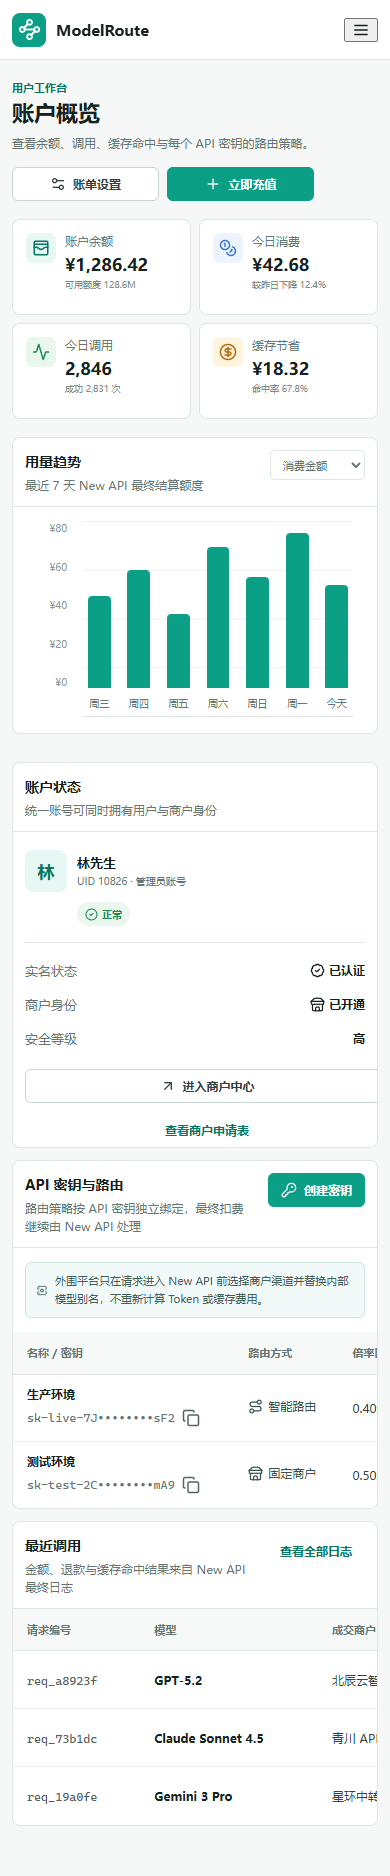 ModelRoute
用户工作台
账户概览
查看余额、调用、缓存命中与每个 API 密钥的路由策略。
账单设置
立即充值
账户余额
¥1,286.42
可用额度 128.6M
今日消费
¥42.68
较昨日下降 12.4%
今日调用
2,846
成功 2,831 次
缓存节省
¥18.32
命中率 67.8%
用量趋势
最近 7 天 New API 最终结算额度
消费金额
¥80
¥60
¥40
¥20
¥0
周三
周四
周五
周六
周日
周一
今天
账户状态
统一账号可同时拥有用户与商户身份
林
林先生
UID 10826 · 管理员账号
正常
实名状态
已认证
商户身份
已开通
安全等级
高
进入商户中心
查看商户申请表
API 密钥与路由
路由策略按 API 密钥独立绑定，最终扣费
继续由 New API 处理
创建密钥
外围平台只在请求进入 New API 前选择商户渠道并替换内部
模型别名，不重新计算 Token 或缓存费用。
名称 / 密钥
路由方式
倍率
生产环境
sk-live-7J••••••••sF2
智能路由
0.40
测试环境
sk-test-2C••••••••mA9
固定商户
0.50
最近调用
金额、退款与缓存命中结果来自 New API
最终日志
查看全部日志
请求编号
模型
成交商户
req_a8923f
GPT-5.2
北辰云智
req_73b1dc
Claude Sonnet 4.5
青川 API
req_19a0fe
Gemini 3 Pro
星环中转